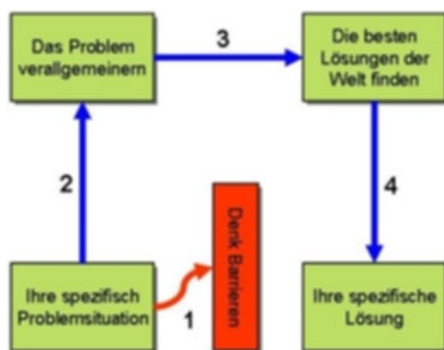 Das Problem
verallgemeinern
3
Die besten
Lösungen der
Welt finden
2
4
Denk Barrieren
Ihre spezifisch
Problemsituation
1
Ihre spezifische
Lösung